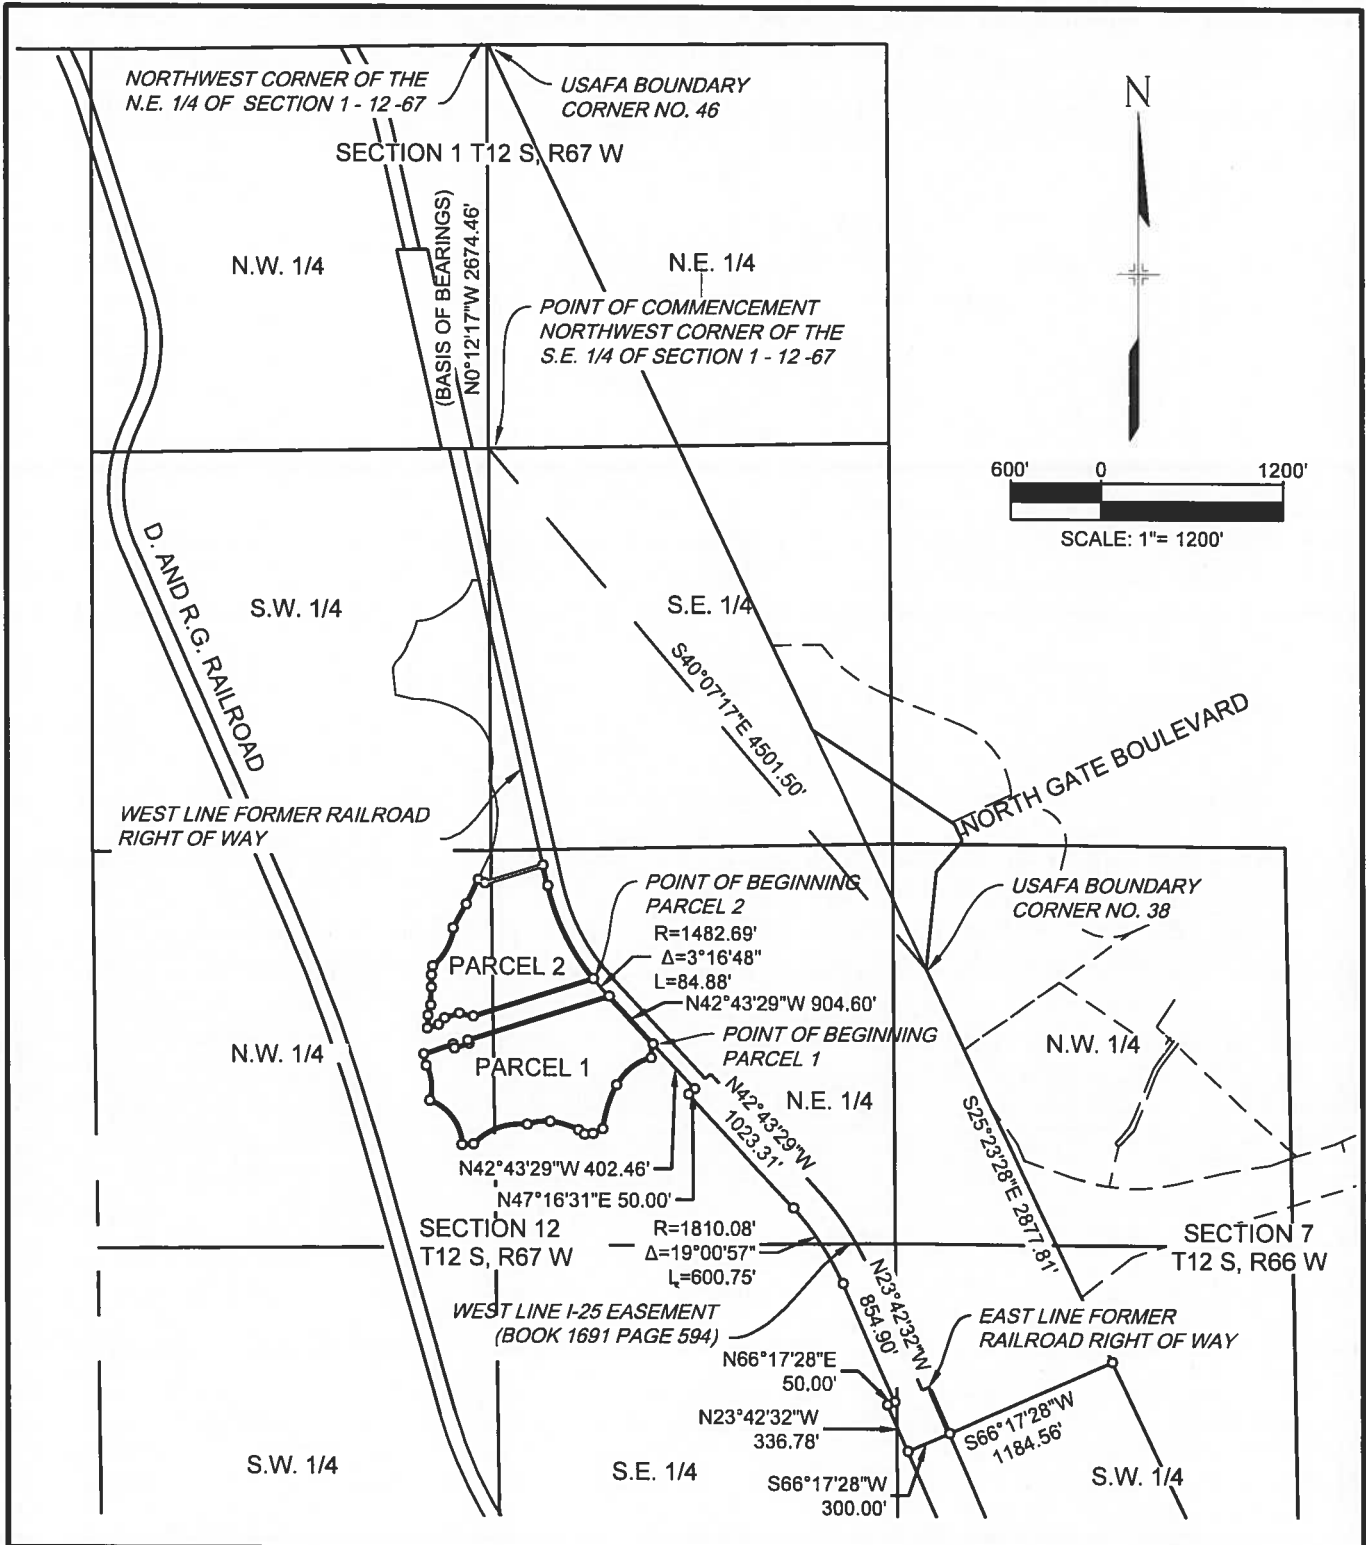 NORTHWEST CORNER OF THE
N.E. 1/4 OF SECTION 1 - 12 -67
USAFA BOUNDARY
CORNER NO. 46
N
SECTION 1 T12 S, R67 W
(BASIS OF BEARINGS)
N0°12'17"W 2674.46'
N.W. 1/4
N.E. 1/4
POINT OF COMMENCEMENT
NORTHWEST CORNER OF THE
S.E. 1/4 OF SECTION 1 - 12 -67
600' 0 1200'
SCALE: 1"= 1200'
D. AND R.G. RAILROAD
S.W. 1/4
S.E. 1/4
S40°07'17"E 4501.50'
NORTH GATE BOULEVARD
WEST LINE FORMER RAILROAD
RIGHT OF WAY
POINT OF BEGINNING
PARCEL 2
USAFA BOUNDARY
CORNER NO. 38
R=1482.69'
Δ=3°16'48"
L=84.88'
PARCEL 2
N42°43'29"W 904.60'
POINT OF BEGINNING
PARCEL 1
N.W. 1/4
PARCEL 1
N.W. 1/4
N42°43'29"W
1023.31'
N.E. 1/4
S25°23'28"E 2877.81'
N42°43'29"W 402.46'
N47°16'31"E 50.00'
SECTION 12
T12 S, R67 W
R=1810.08'
Δ=19°00'57"
L=600.75'
SECTION 7
T12 S, R66 W
WEST LINE I-25 EASEMENT
(BOOK 1691 PAGE 594)
N23°42'32"W
854.90'
EAST LINE FORMER
RAILROAD RIGHT OF WAY
N66°17'28"E
50.00'
N23°42'32"W
336.78'
S66°17'28"W
1184.56'
S.W. 1/4
S.E. 1/4
S66°17'28"W
300.00'
S.W. 1/4